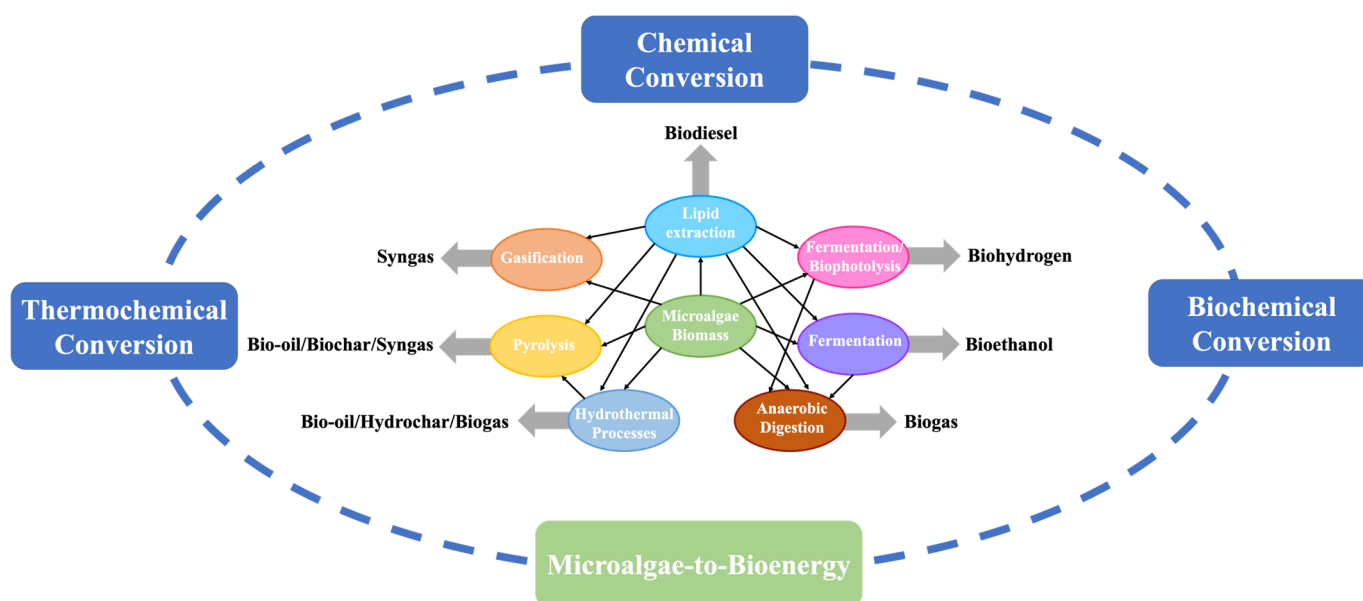 Chemical
Conversion
Biodiesel
Lipid
extraction
Syngas
Gasification
Fermentation/
Biophotolysis
Biohydrogen
Thermochemical
Conversion
Biochemical
Conversion
Bio-oil/Biochar/Syngas
Pyrolysis
Microalgae
Biomass
Fermentation
Bioethanol
Bio-oil/Hydrochar/Biogas
Hydrothermal
Processes
Anaerobic
Digestion
Biogas
Microalgae-to-Bioenergy